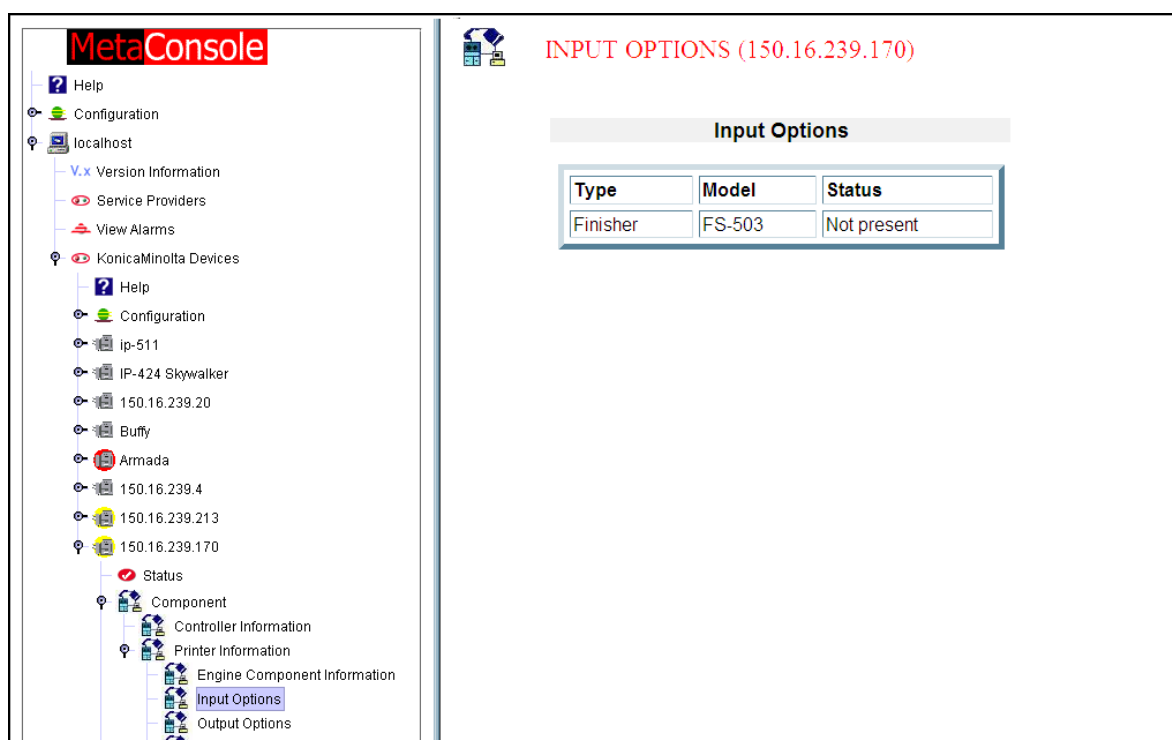 MetaConsole
Help
Configuration
localhost
V.x Version Information
Service Providers
View Alarms
KonicaMinolta Devices
Help
Configuration
ip-511
IP-424 Skywalker
150.16.239.20
Buffy
Armada
150.16.239.4
150.16.239.213
150.16.239.170
Status
Component
Controller Information
Printer Information
Engine Component Information
Input Options
Output Options
INPUT OPTIONS (150.16.239.170)
Input Options
Type Model Status
Finisher FS-503 Not present